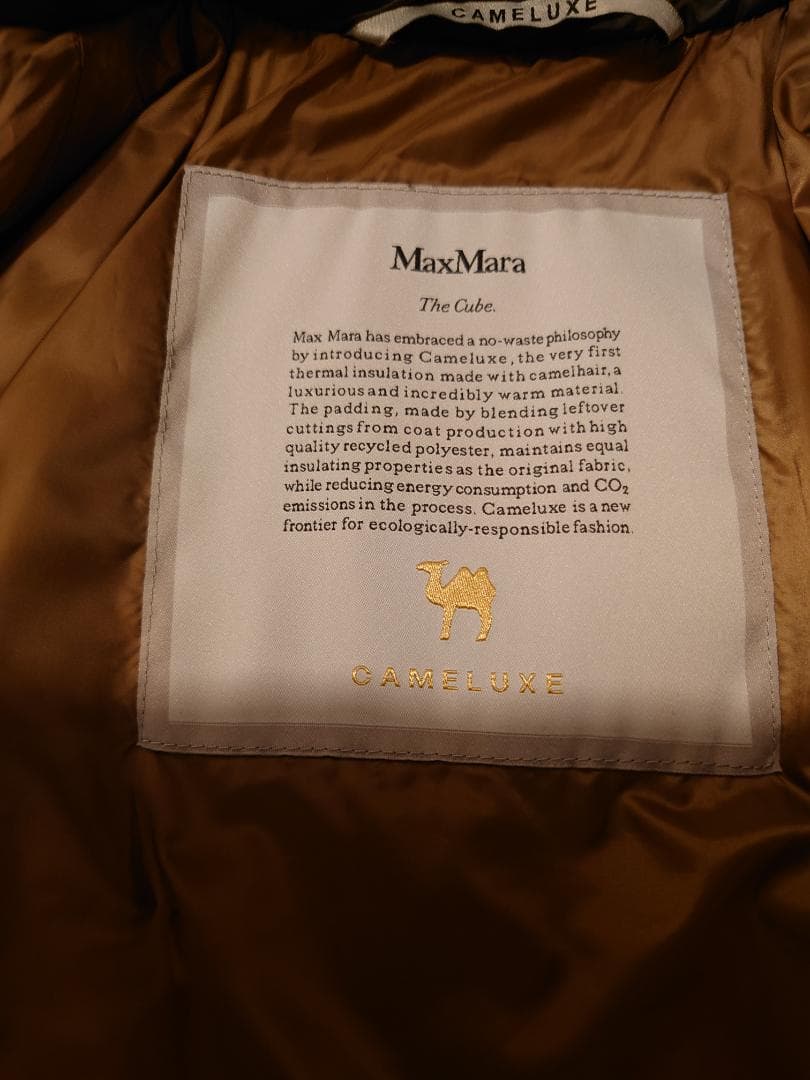 CAMELUXE
MaxMara
The Cube.
Max Mara has embraced a no-waste philosophy
by introducing Cameluxe, the very first
thermal insulation made with camelhair, a
luxurious and incredibly warm material.
The padding, made by blending leftover
cuttings from coat production with high
quality recycled polyester, maintains equal
insulating properties as the original fabric,
while reducing energy consumption and CO₂
emissions in the process. Cameluxe is a new
frontier for ecologically-responsible fashion.
CAMELUXE